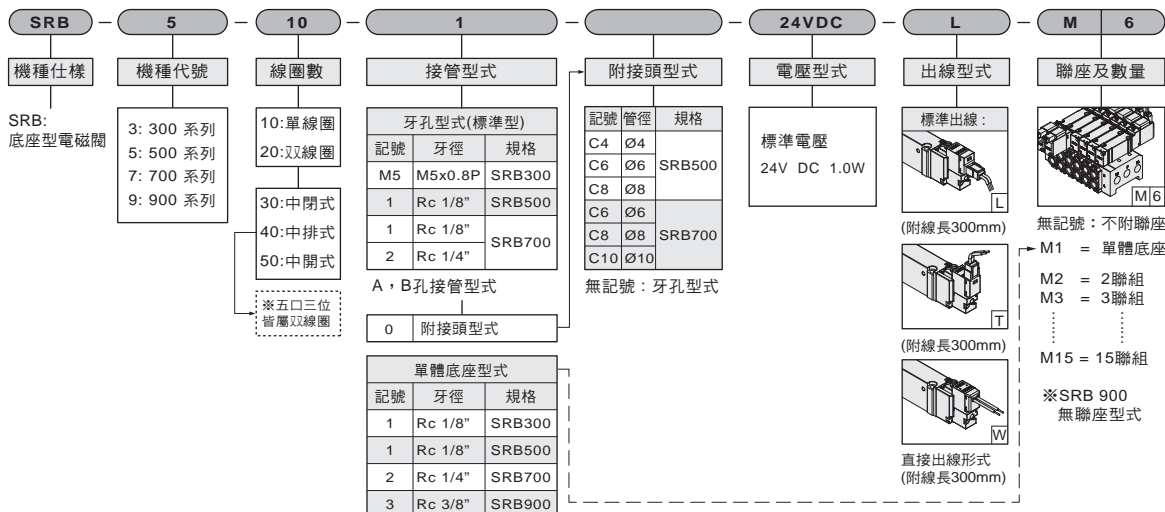 SRB — 5 — 10 — 1 — — 24VDC — L — M 6
機種仕樣
SRB:
底座型電磁閥
機種代號
3: 300 系列
5: 500 系列
7: 700 系列
9: 900 系列
線圈數
10:單線圈
20:双線圈
30:中閉式
40:中排式
50:中開式
※五口三位
皆屬双線圈
接管型式
牙孔型式(標準型)
記號 牙徑 規格
M5 M5x0.8P SRB300
1 Rc 1/8" SRB500
1 Rc 1/8" SRB700
2 Rc 1/4"
A，B孔接管型式
0 附接頭型式
單體底座型式
記號 牙徑 規格
1 Rc 1/8" SRB300
1 Rc 1/8" SRB500
2 Rc 1/4" SRB700
3 Rc 3/8" SRB900
附接頭型式
記號 管徑 規格
C4 Ø4
C6 Ø6 SRB500
C8 Ø8
C6 Ø6
C8 Ø8 SRB700
C10 Ø10
無記號：牙孔型式
電壓型式
標準電壓
24V DC 1.0W
出線型式
標準出線：
L
(附線長300mm)
T
(附線長300mm)
W
直接出線形式
(附線長300mm)
聯座及數量
M 6
無記號：不附聯座
M1 = 單體底座
M2 = 2聯組
M3 = 3聯組
M15 = 15聯組
※SRB 900
無聯座型式